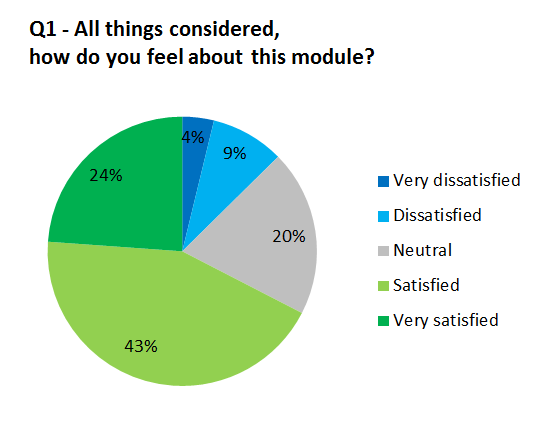 Q1 - All things considered,
how do you feel about this module?
4%
9%
24%
20%
43%
Very dissatisfied
Dissatisfied
Neutral
Satisfied
Very satisfied